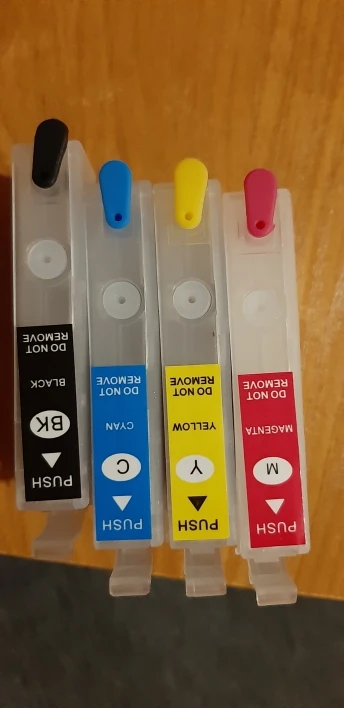 PUSH
BK
BLACK
DO NOT
REMOVE
PUSH
C
CYAN
DO NOT
REMOVE
PUSH
Y
YELLOW
DO NOT
REMOVE
PUSH
M
MAGENTA
DO NOT
REMOVE